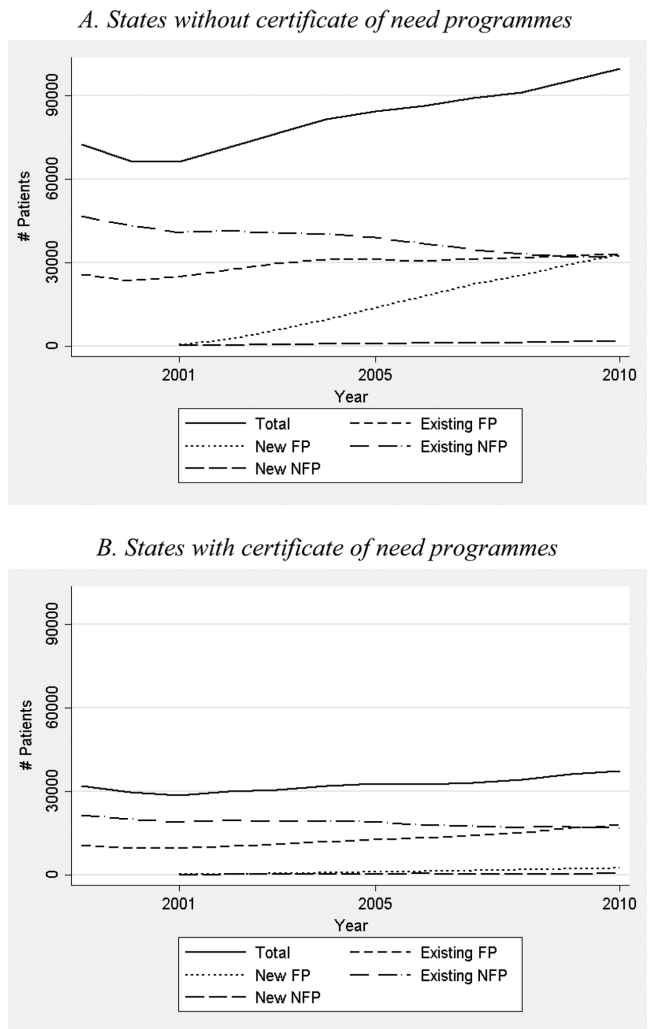 A. States without certificate of need programmes
90000
60000
30000
0
# Patients
2001 2005 2010
Year
Total Existing FP
New FP Existing NFP
New NFP
B. States with certificate of need programmes
90000
60000
30000
0
# Patients
2001 2005 2010
Year
Total Existing FP
New FP Existing NFP
New NFP